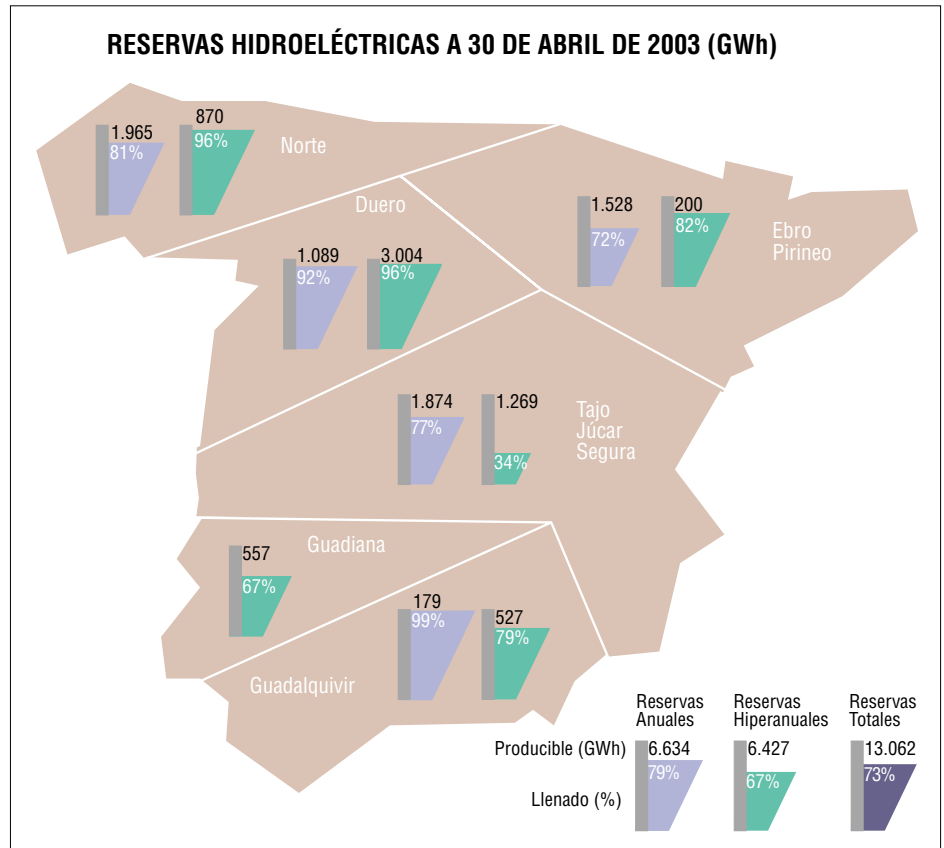 RESERVAS HIDROELÉCTRICAS A 30 DE ABRIL DE 2003 (GWh)
1.965
81%
870
96%
Norte
Duero
1.089
92%
3.004
96%
1.528
72%
200
82%
Ebro
Pirineo
1.874
77%
1.269
34%
Tajo
Júcar
Segura
Guadiana
557
67%
179
99%
527
79%
Guadalquivir
Reservas
Anuales
Reservas
Hiperanuales
Reservas
Totales
Producible (GWh)
6.634
6.427
13.062
79%
67%
73%
Llenado (%)